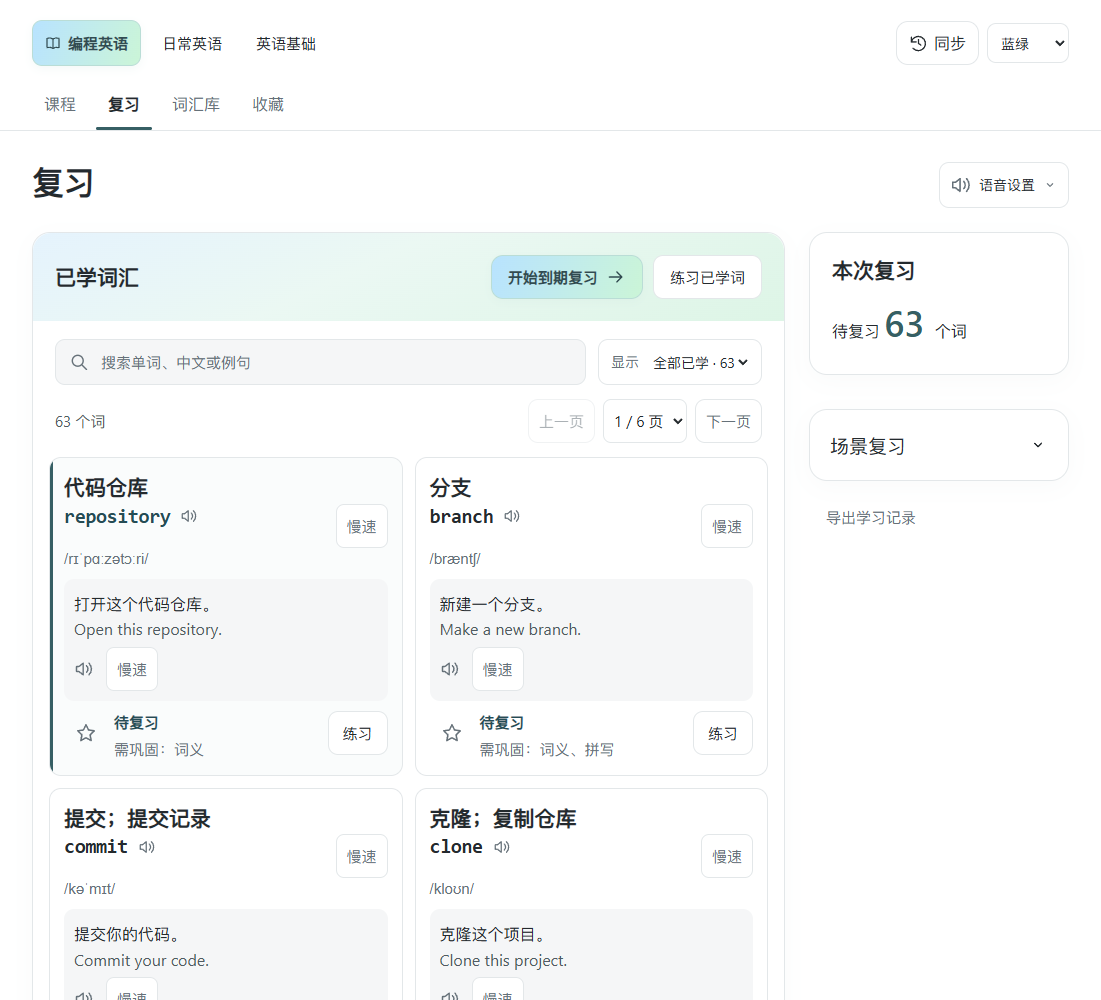 编程英语 日常英语 英语基础 同步 蓝绿
课程 复习 词汇库 收藏
复习
语音设置
已学词汇
开始到期复习 → 练习已学词
搜索单词、中文或例句
显示 全部已学 · 63
63 个词
上一页 1 / 6 页 下一页
代码仓库
repository
慢速
/rɪˈpɑːzətɔːri/
打开这个代码仓库。
Open this repository.
慢速
待复习
需巩固：词义
练习
分支
branch
慢速
/bræntʃ/
新建一个分支。
Make a new branch.
慢速
待复习
需巩固：词义、拼写
练习
提交；提交记录
commit
慢速
/kəˈmɪt/
提交你的代码。
Commit your code.
慢速
克隆；复制仓库
clone
慢速
/kloʊn/
克隆这个项目。
Clone this project.
慢速
本次复习
待复习 63 个词
场景复习
导出学习记录